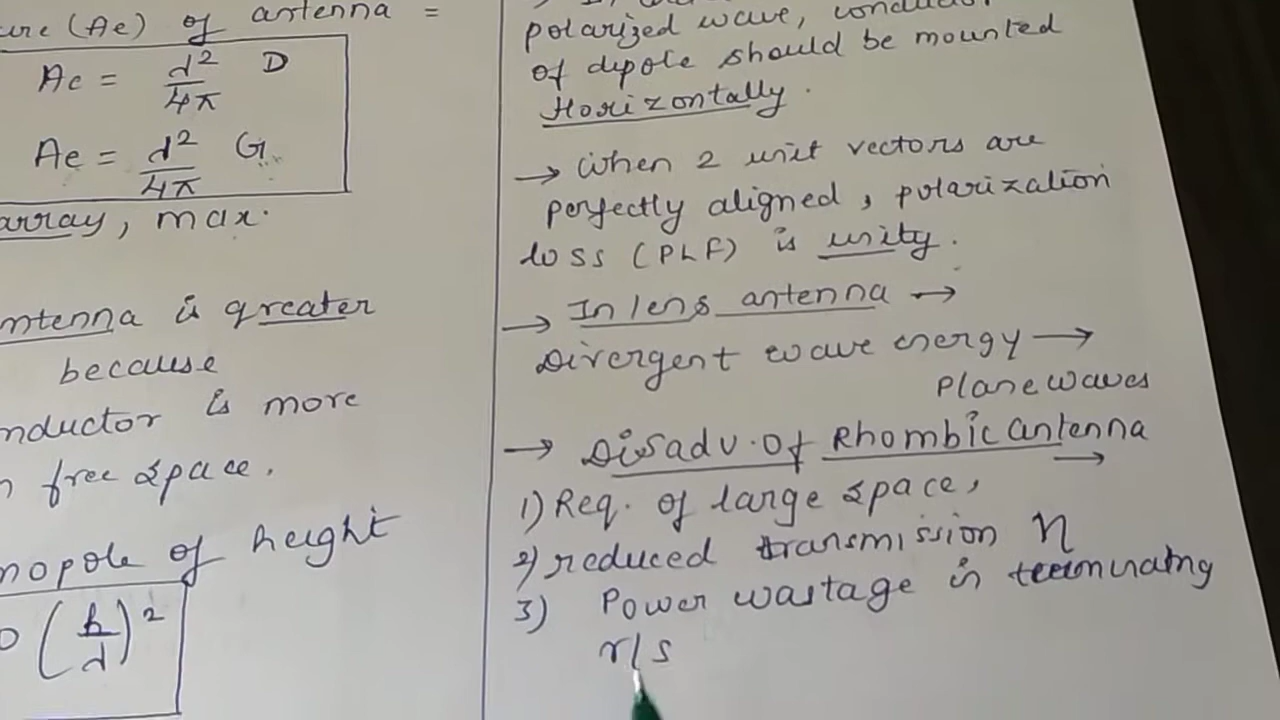 ure (Ae) of antenna =
Ae = λ²/4π D
Ae = λ²/4π G
array, max.
ntenna is greater
because
nductor is more
n free space.
nopole of height
(h/λ)²
polarized wave, conduc
of dipole should be mounted
Horizontally.
→ When 2 unit vectors are
perfectly aligned, polarization
loss (PLF) is unity.
→ In lens antenna →
Divergent wave energy →
Plane waves
→ Disadv. of Rhombic antenna →
1) Req. of large space,
2) reduced transmission η
3) Power wastage in terminating
r/s